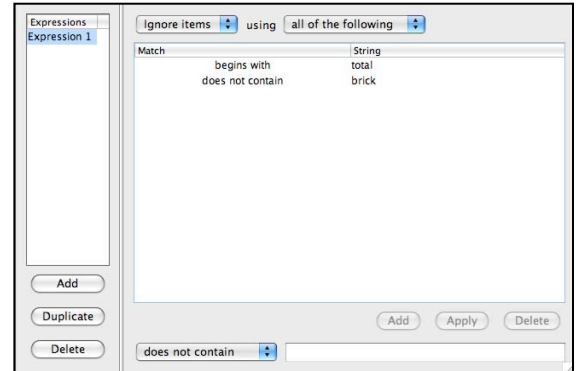 Expressions
Expression 1
Ignore items using all of the following
Match String
begins with total
does not contain brick
Add
Duplicate
Delete
Add Apply Delete
does not contain